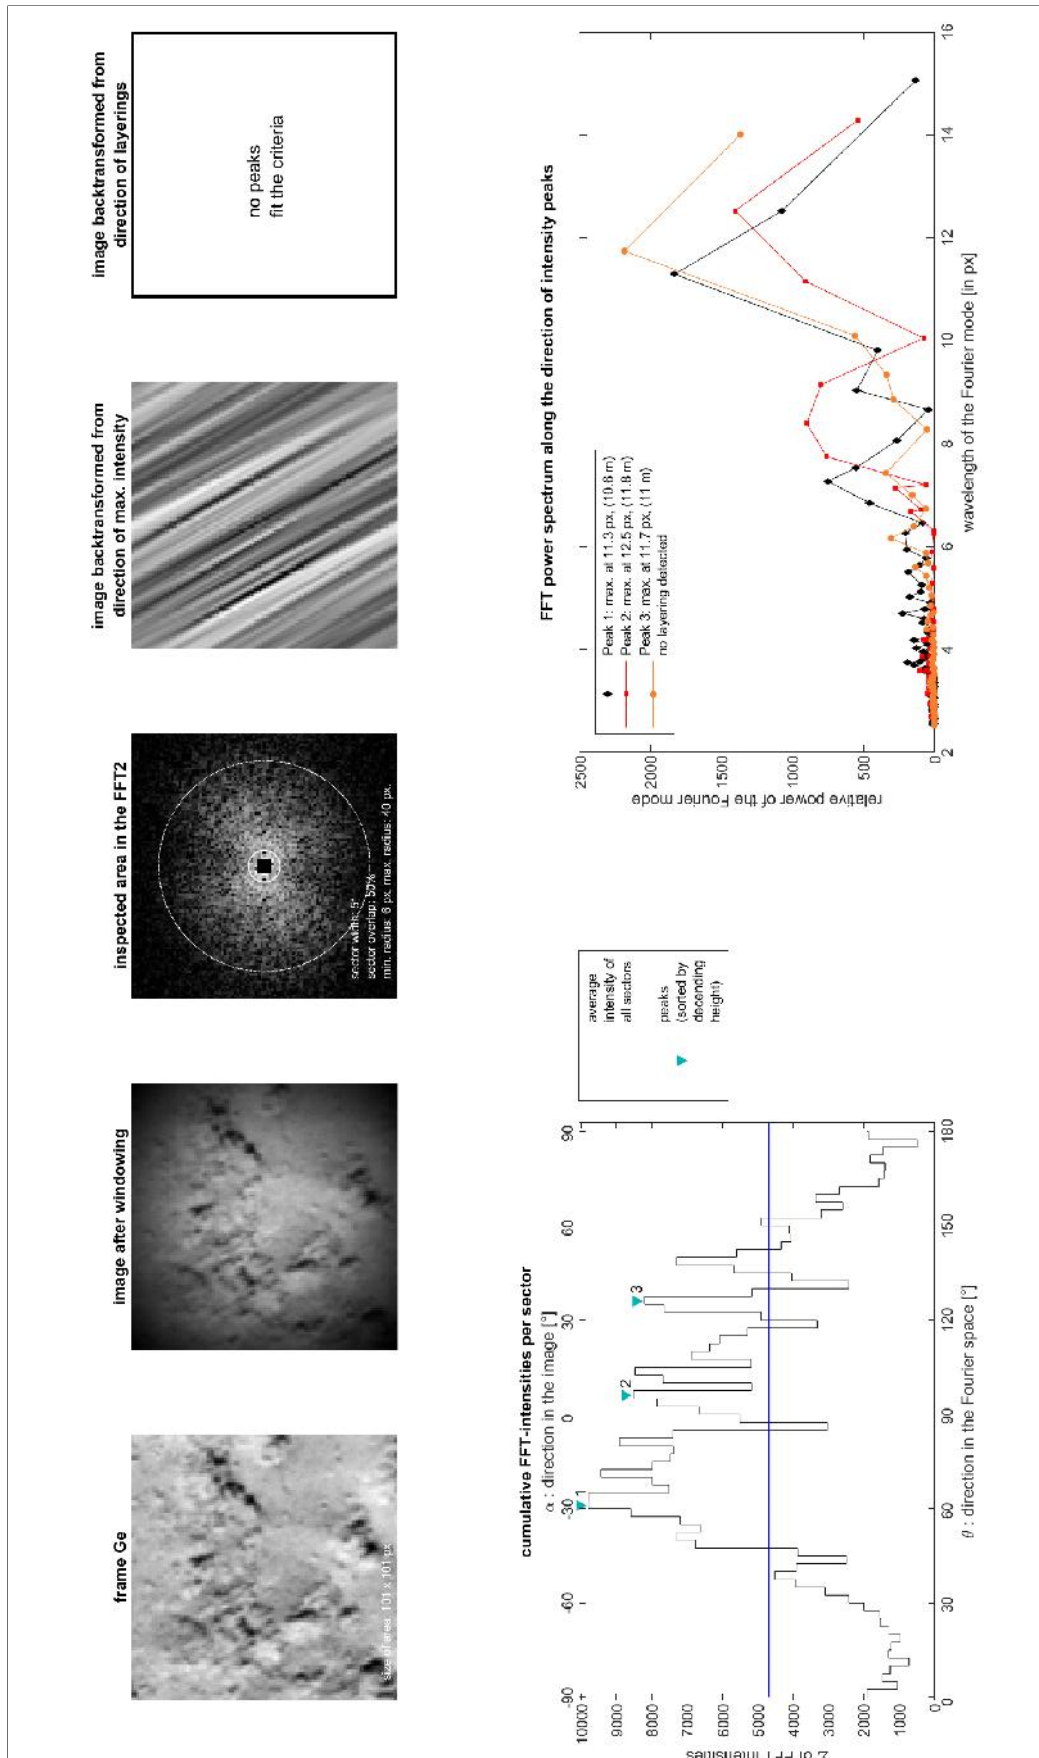 frame Ge
size of area: 101 x 101 px
image after windowing
inspected area in the FFT2
sector width: 5°
sector overlap: 50%
min. radius: 6 px, max. radius: 40 px.
image backtransformed from
direction of max. intensity
image backtransformed from
direction of layerings
no peaks
fit the criteria
cumulative FFT-intensities per sector
α : direction in the image [°]
-90 -60 -30 0 30 60 90
10000
9000
8000
7000
6000
5000
4000
3000
2000
1000
1
2
3
0 30 60 90 120 150 180
θ : direction in the Fourier space [°]
Σ of FFT intensities
average
intensity of
all sectors
peaks
(sorted by
decending
height)
FFT power spectrum along the direction of intensity peaks
2500
2000
1500
1000
500
0
relative power of the Fourier mode
Peak 1: max. at 11.3 px, (10.6 m)
Peak 2: max. at 12.5 px, (11.8 m)
Peak 3: max. at 11.7 px, (11 m)
no layering detected
2 4 6 8 10 12 14 16
wavelength of the Fourier mode [in px]